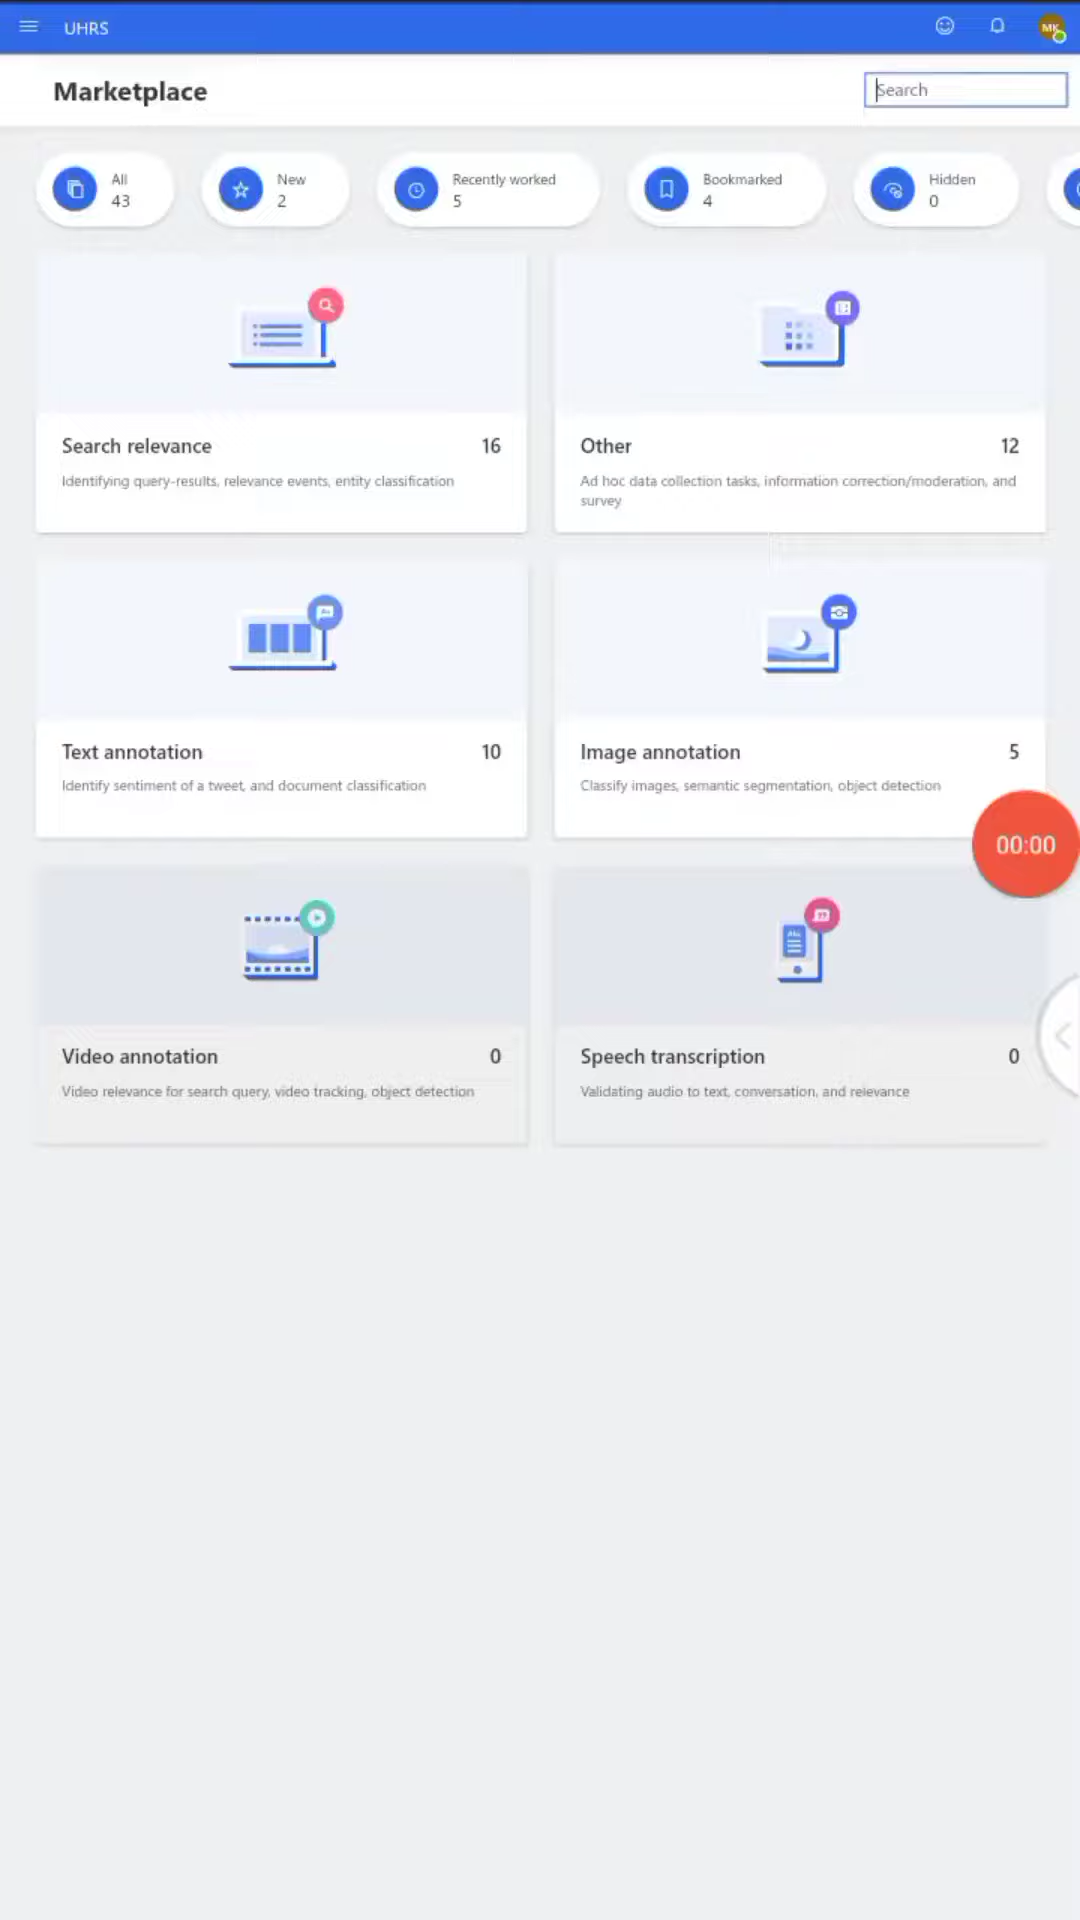 UHRS
MK
Marketplace
Search
All
43
New
2
Recently worked
5
Bookmarked
4
Hidden
0
Search relevance 16
Identifying query-results, relevance events, entity classification
Other 12
Ad hoc data collection tasks, information correction/moderation, and
survey
Text annotation 10
Identify sentiment of a tweet, and document classification
Image annotation 5
Classify images, semantic segmentation, object detection
00:00
Video annotation 0
Video relevance for search query, video tracking, object detection
Speech transcription 0
Validating audio to text, conversation, and relevance